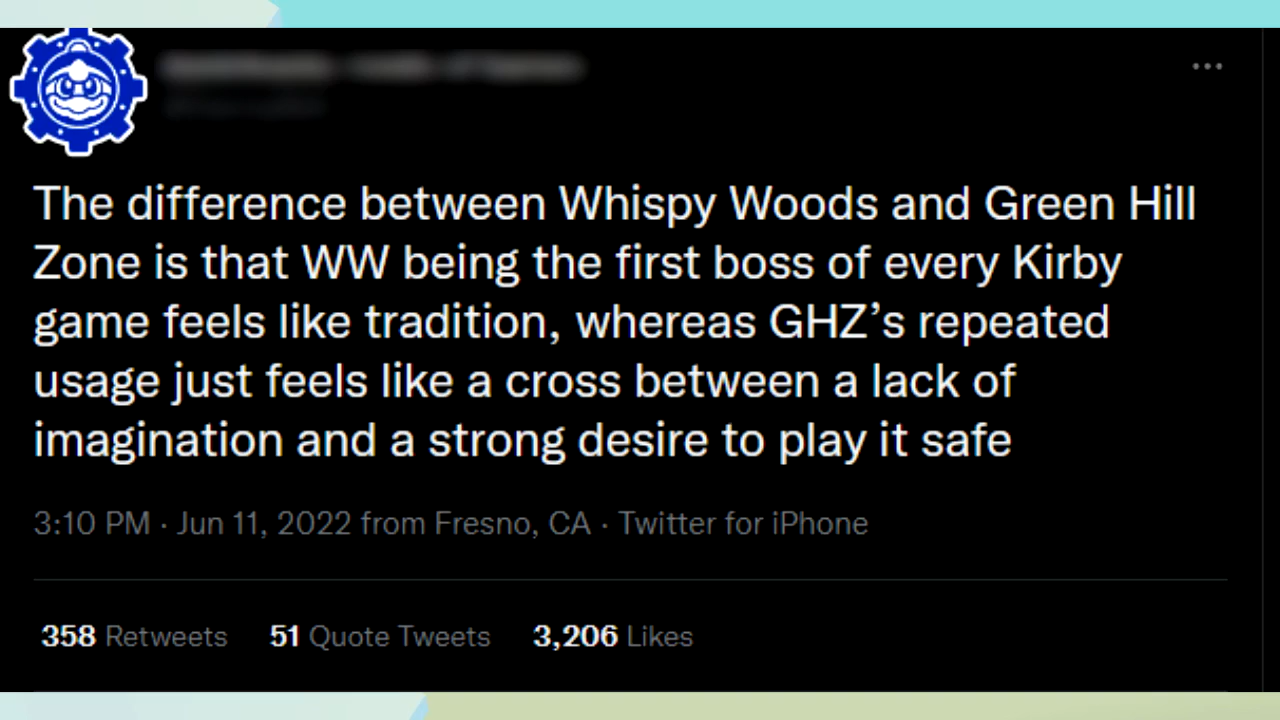 The difference between Whispy Woods and Green Hill
Zone is that WW being the first boss of every Kirby
game feels like tradition, whereas GHZ’s repeated
usage just feels like a cross between a lack of
imagination and a strong desire to play it safe
3:10 PM · Jun 11, 2022 from Fresno, CA · Twitter for iPhone
358 Retweets 51 Quote Tweets 3,206 Likes